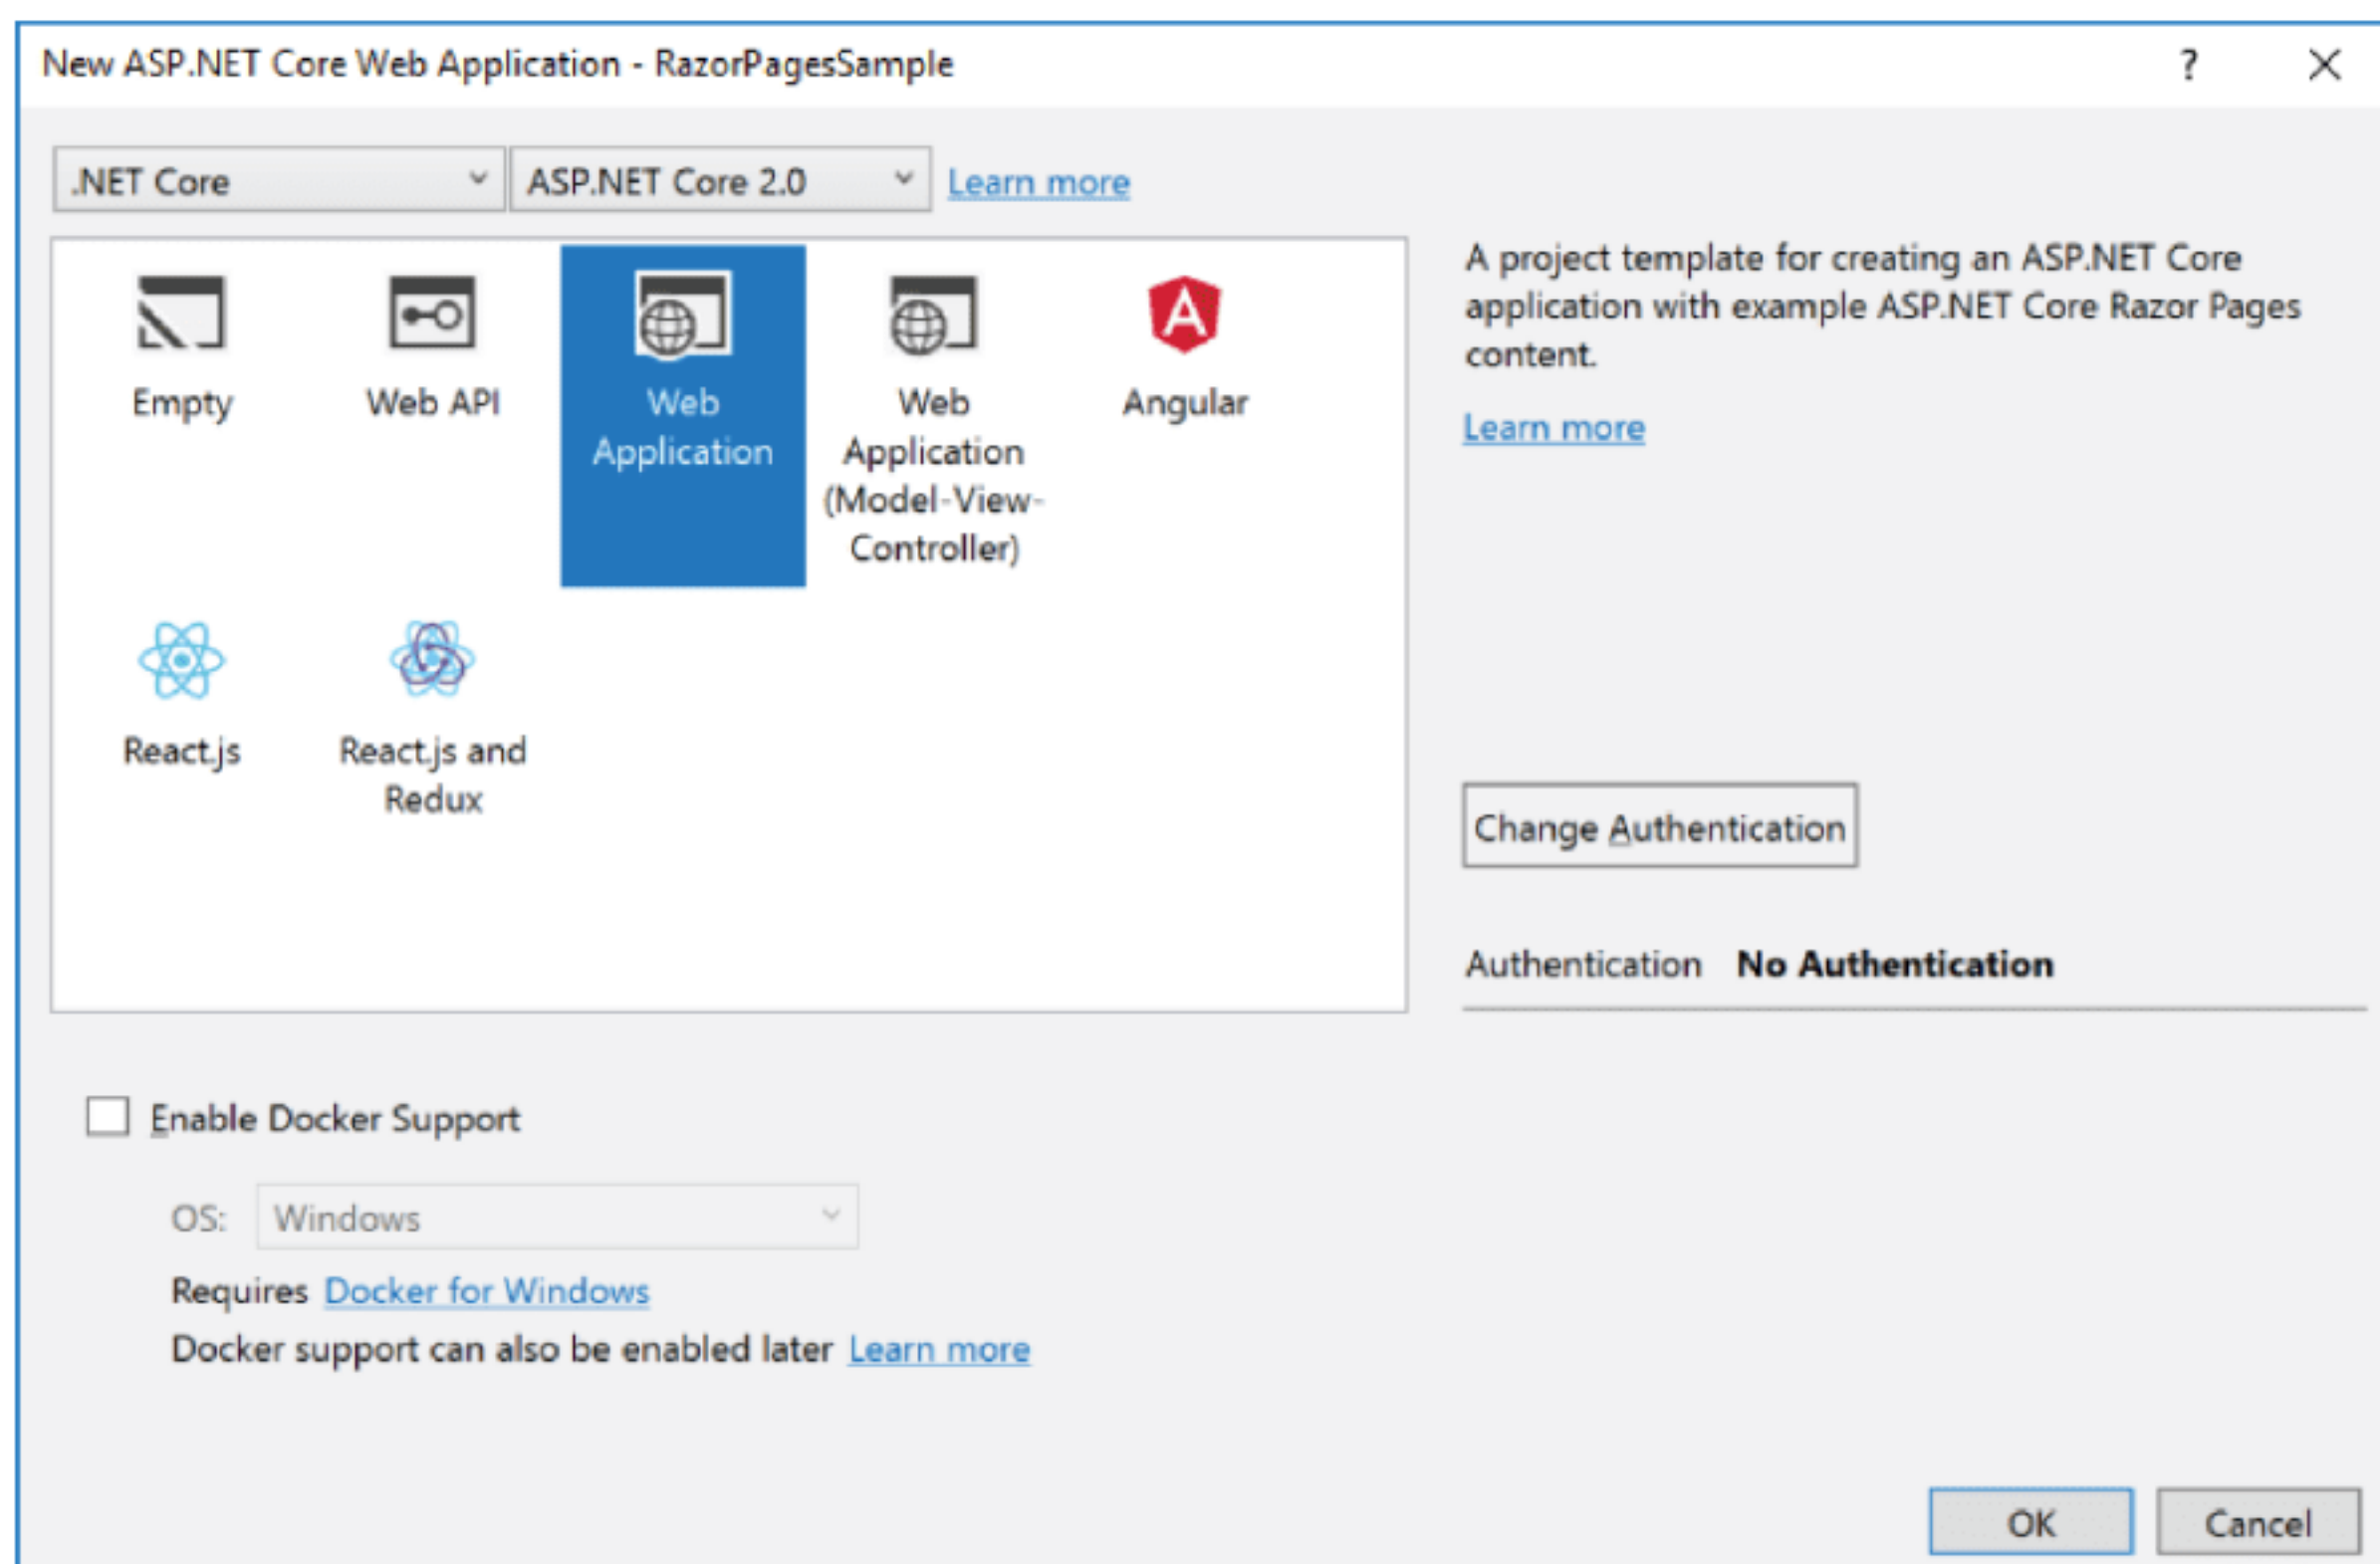 New ASP.NET Core Web Application - RazorPagesSample
?
.NET Core
ASP.NET Core 2.0
Learn more
Empty
Web API
Web
Application
Web
Application
(Model-View-
Controller)
Angular
React.js
React.js and
Redux
A project template for creating an ASP.NET Core
application with example ASP.NET Core Razor Pages
content.
Learn more
Change Authentication
Authentication No Authentication
Enable Docker Support
OS: Windows
Requires Docker for Windows
Docker support can also be enabled later Learn more
OK
Cancel